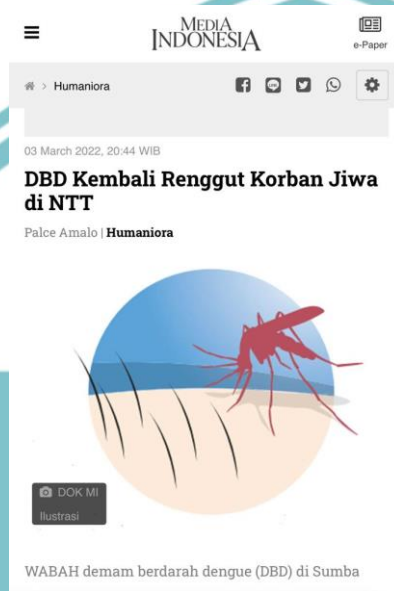 MEDIA
INDONESIA
e-Paper
> Humaniora
03 March 2022, 20:44 WIB
DBD Kembali Renggut Korban Jiwa
di NTT
Palce Amalo | Humaniora
DOK MI
Ilustrasi
WABAH demam berdarah dengue (DBD) di Sumba